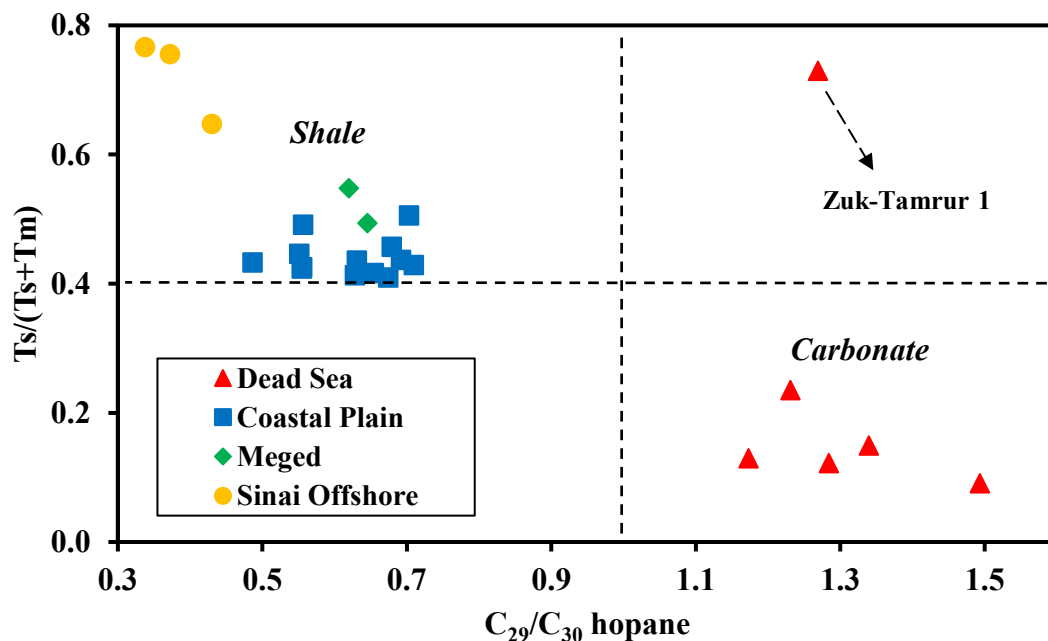 0.8
0.6
0.4
0.2
0.0
Ts/(Ts+Tm)
Shale
Zuk-Tamrur 1
Carbonate
Dead Sea
Coastal Plain
Meged
Sinai Offshore
0.3 0.5 0.7 0.9 1.1 1.3 1.5
C₂₉/C₃₀ hopane